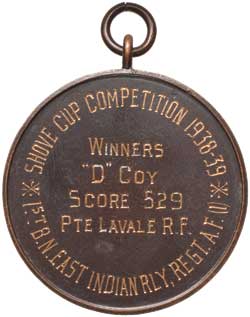 SHOVE CUP COMPETITION 1938-39
* 1ST B.N. EAST INDIAN RLY, REGT. A.F.(I) *
WINNERS
"D" COY
SCORE 529
PTE LAVALE R.F.